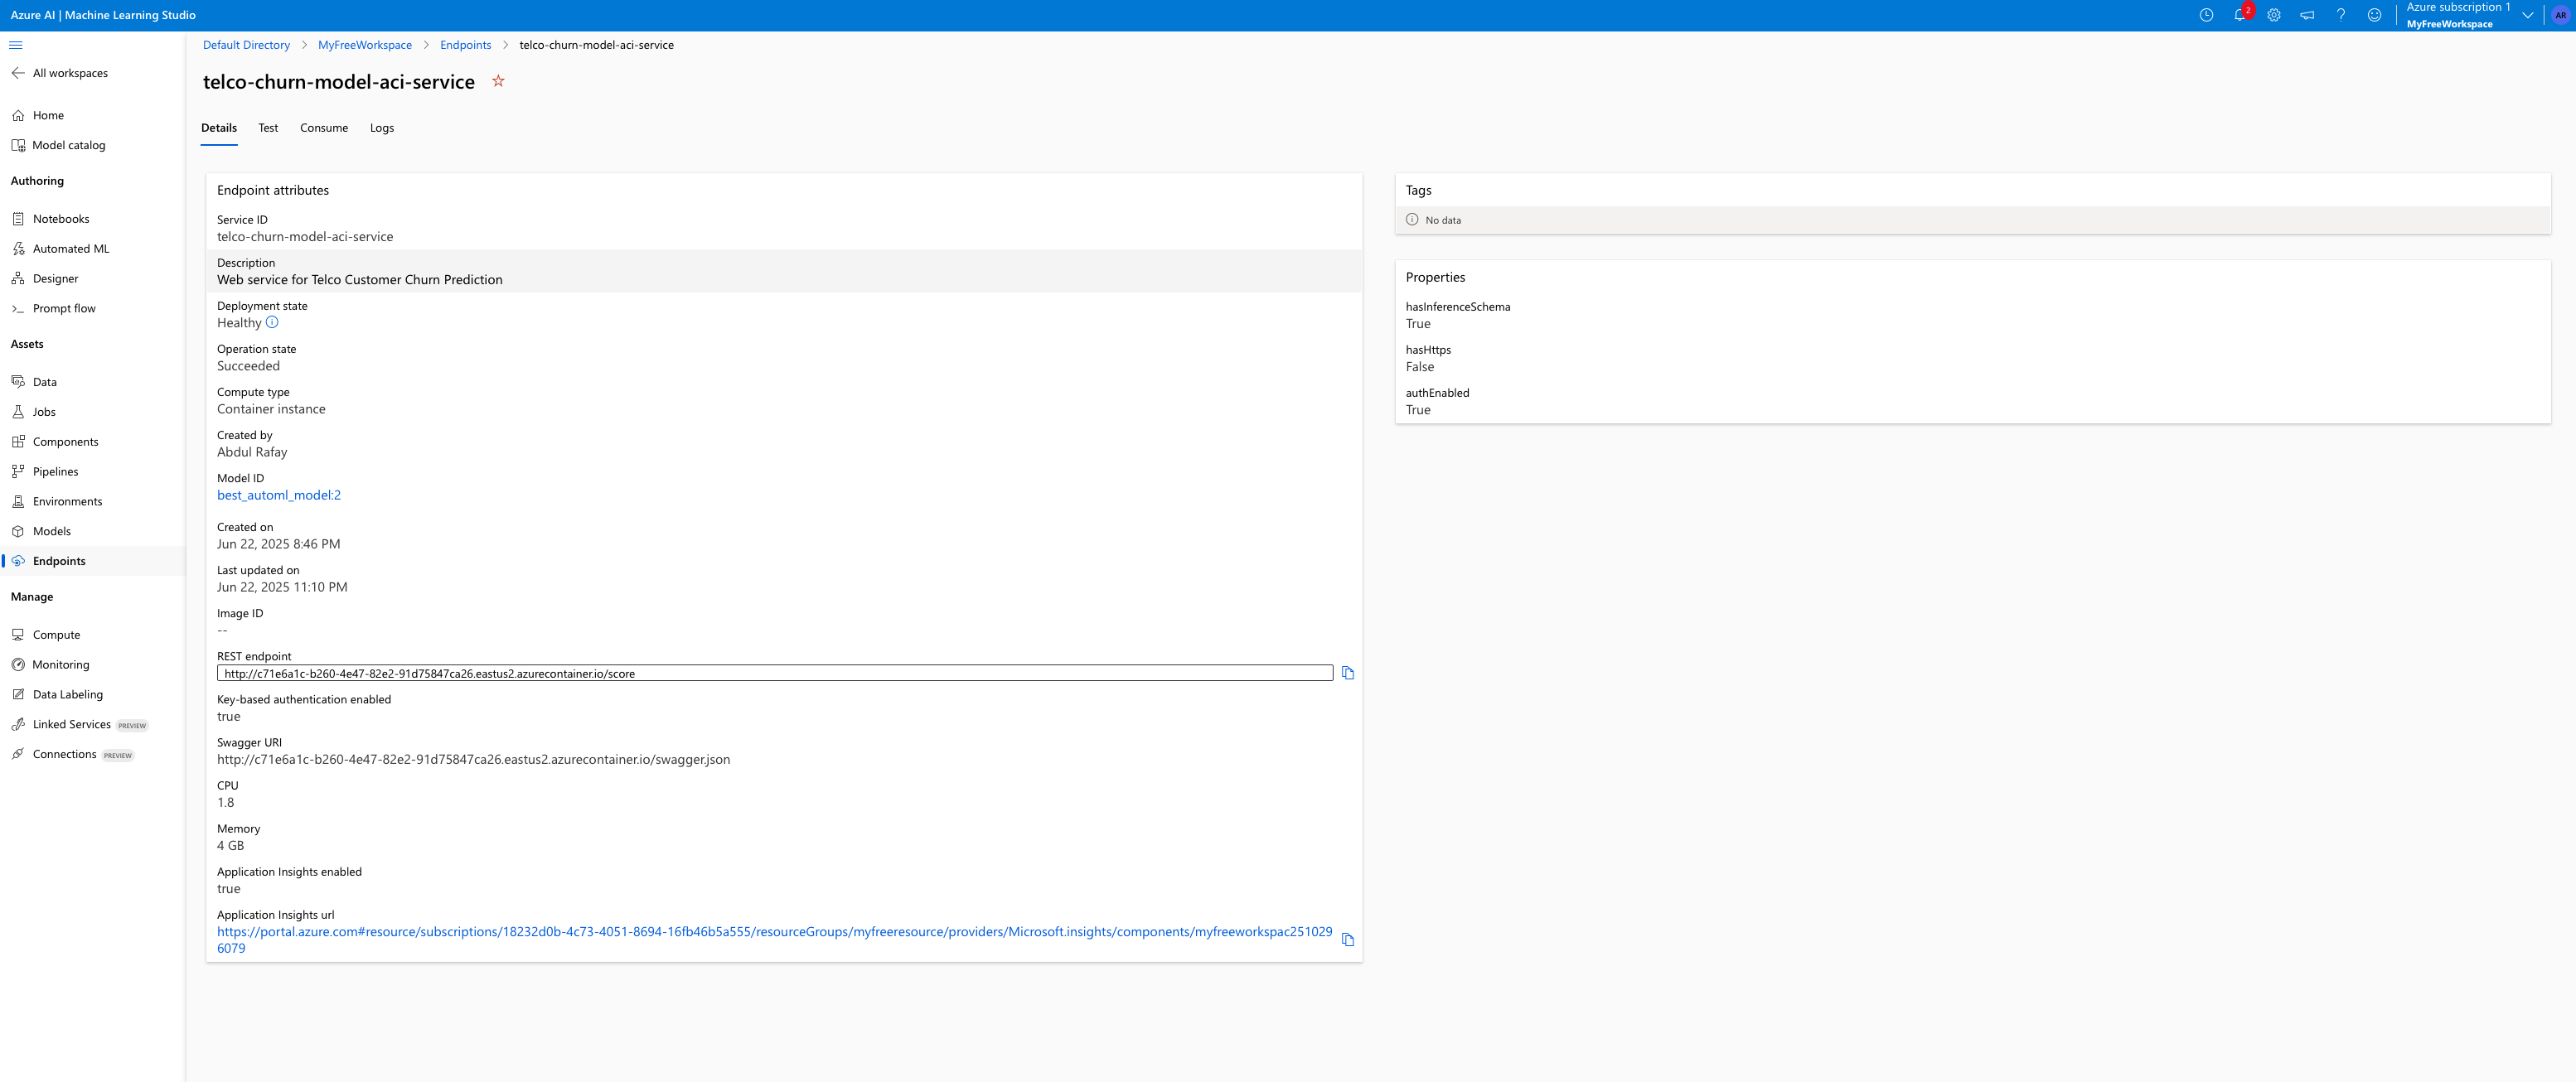 Azure AI | Machine Learning Studio
2
Azure subscription 1
MyFreeWorkspace
AR
Default Directory > MyFreeWorkspace > Endpoints > telco-churn-model-aci-service
All workspaces
Home
Model catalog
Authoring
Notebooks
Automated ML
Designer
Prompt flow
Assets
Data
Jobs
Components
Pipelines
Environments
Models
Endpoints
Manage
Compute
Monitoring
Data Labeling
Linked Services PREVIEW
Connections PREVIEW
telco-churn-model-aci-service
Details Test Consume Logs
Endpoint attributes
Service ID
telco-churn-model-aci-service
Description
Web service for Telco Customer Churn Prediction
Deployment state
Healthy
Operation state
Succeeded
Compute type
Container instance
Created by
Abdul Rafay
Model ID
best_automl_model:2
Created on
Jun 22, 2025 8:46 PM
Last updated on
Jun 22, 2025 11:10 PM
Image ID
--
REST endpoint
http://c71e6a1c-b260-4e47-82e2-91d75847ca26.eastus2.azurecontainer.io/score
Key-based authentication enabled
true
Swagger URI
http://c71e6a1c-b260-4e47-82e2-91d75847ca26.eastus2.azurecontainer.io/swagger.json
CPU
1.8
Memory
4 GB
Application Insights enabled
true
Application Insights url
https://portal.azure.com#resource/subscriptions/18232d0b-4c73-4051-8694-16fb46b5a555/resourceGroups/myfreeresource/providers/Microsoft.insights/components/myfreeworkspac251029
6079
Tags
No data
Properties
hasInferenceSchema
True
hasHttps
False
authEnabled
True